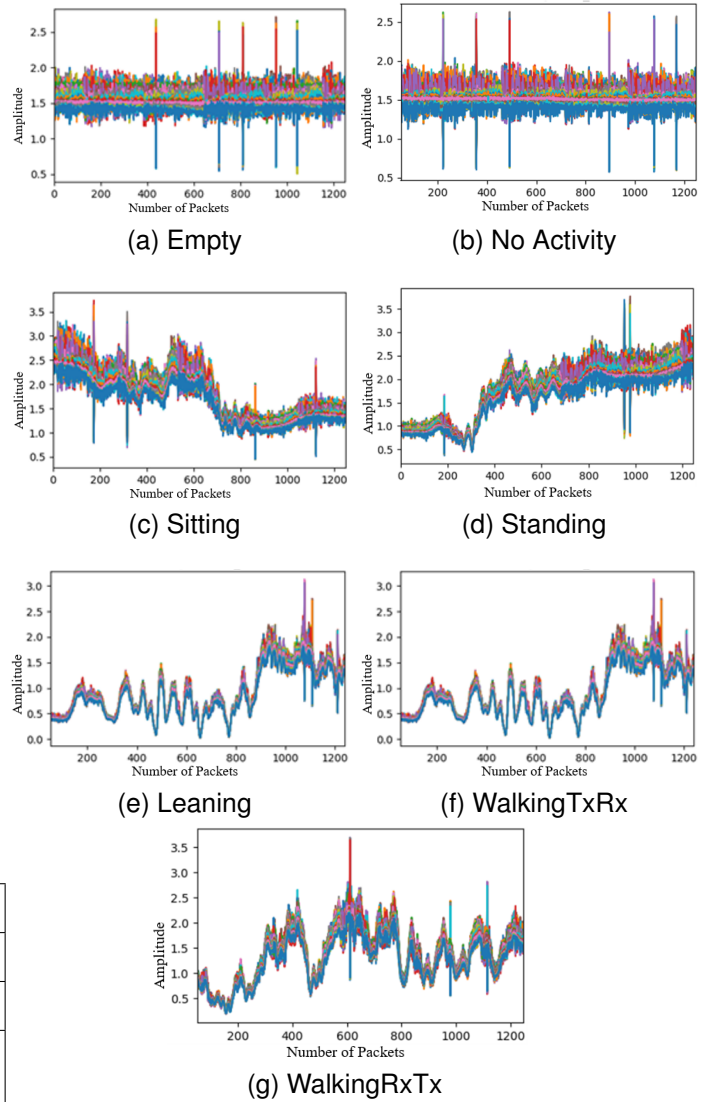 2.5
2.0
1.5
1.0
0.5
Amplitude
0 200 400 600 800 1000 1200
Number of Packets
(a) Empty
2.5
2.0
1.5
1.0
0.5
Amplitude
0 200 400 600 800 1000 1200
Number of Packets
(b) No Activity
3.5
3.0
2.5
2.0
1.5
1.0
0.5
Amplitude
0 200 400 600 800 1000 1200
Number of Packets
(c) Sitting
3.5
3.0
2.5
2.0
1.5
1.0
0.5
Amplitude
0 200 400 600 800 1000 1200
Number of Packets
(d) Standing
3.0
2.5
2.0
1.5
1.0
0.5
0.0
Amplitude
200 400 600 800 1000 1200
Number of Packets
(e) Leaning
3.0
2.5
2.0
1.5
1.0
0.5
0.0
Amplitude
200 400 600 800 1000 1200
Number of Packets
(f) WalkingTxRx
3.5
3.0
2.5
2.0
1.5
1.0
0.5
Amplitude
200 400 600 800 1000 1200
Number of Packets
(g) WalkingRxTx